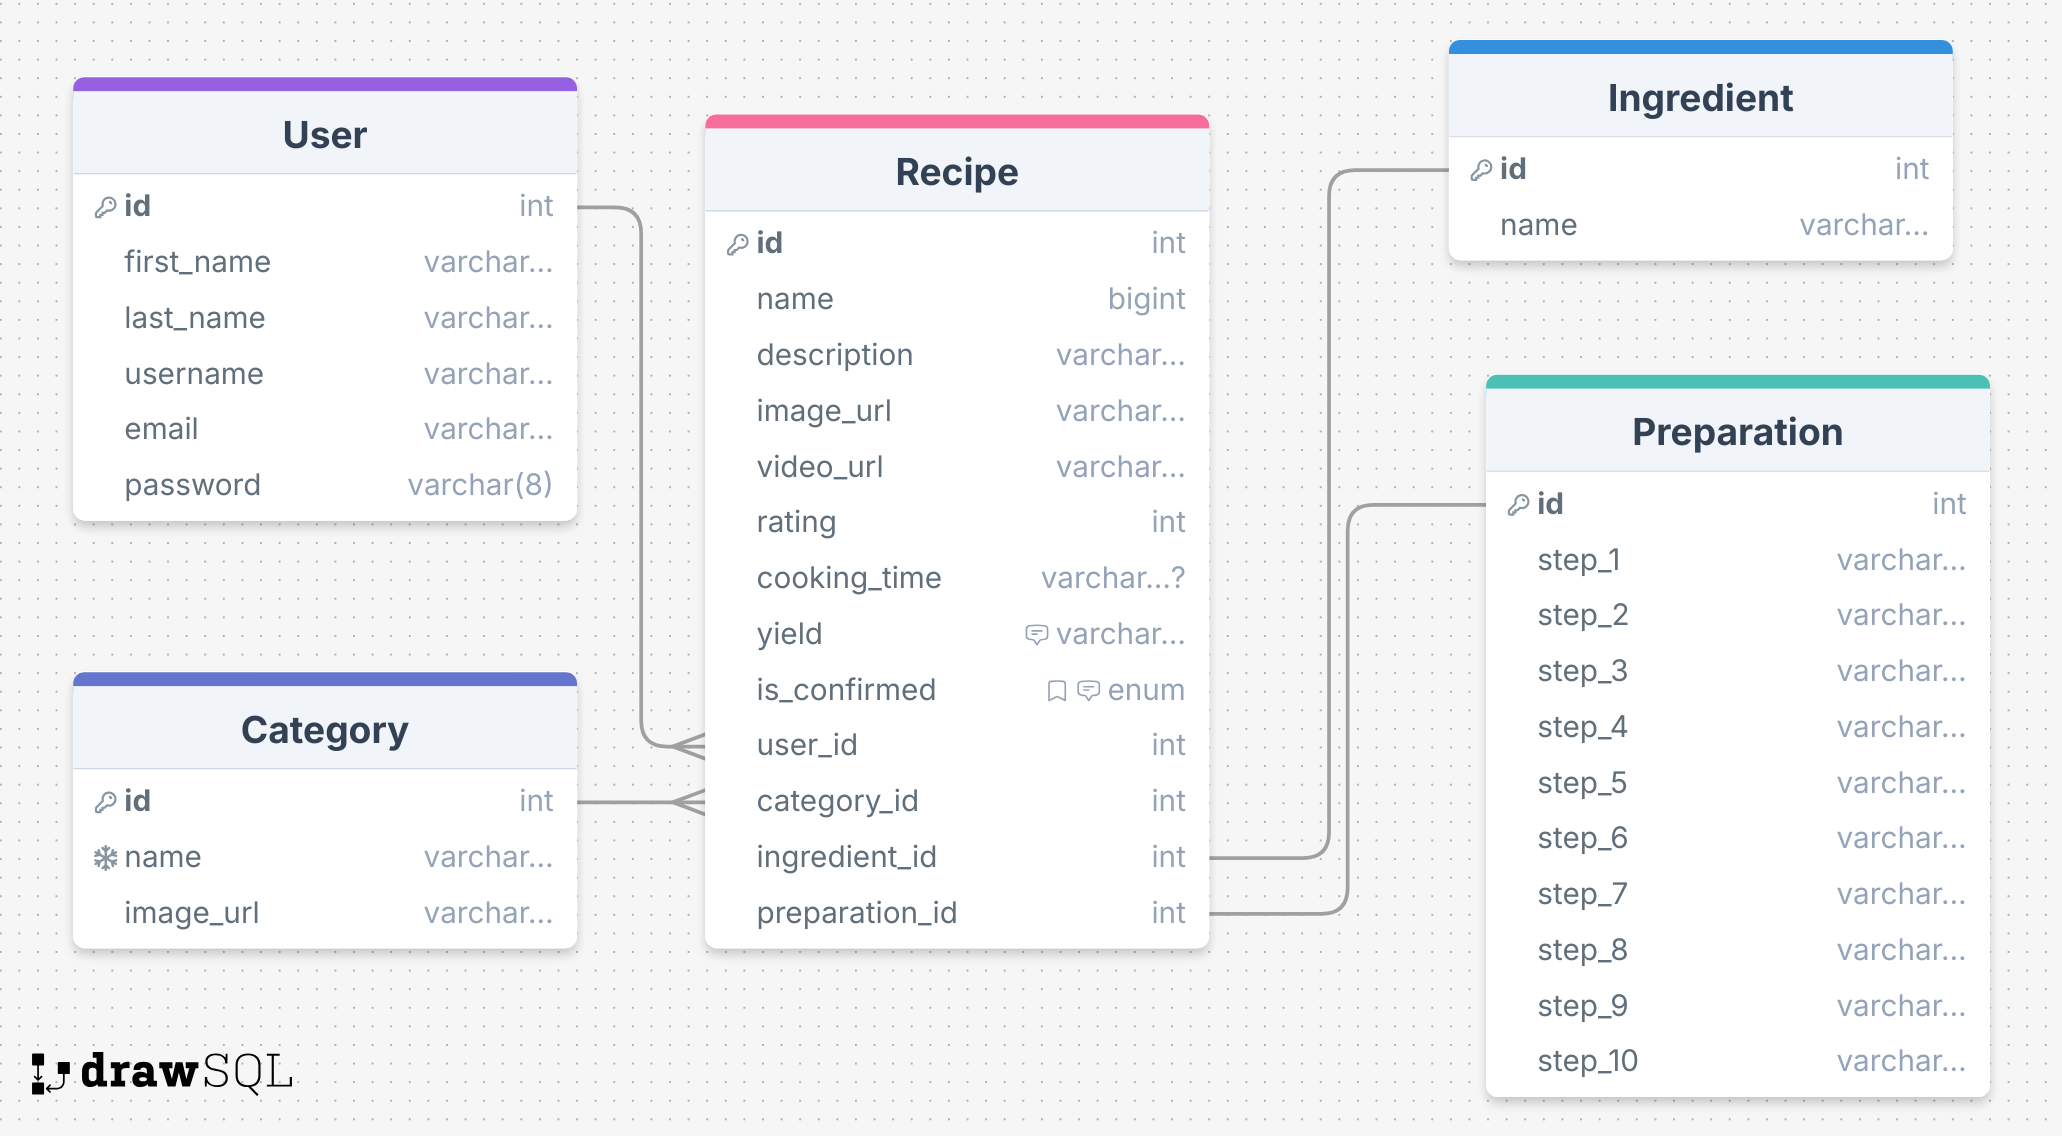 User
id int
first_name varchar...
last_name varchar...
username varchar...
email varchar...
password varchar(8)
Category
id int
name varchar...
image_url varchar...
Recipe
id int
name bigint
description varchar...
image_url varchar...
video_url varchar...
rating int
cooking_time varchar...?
yield varchar...
is_confirmed enum
user_id int
category_id int
ingredient_id int
preparation_id int
Ingredient
id int
name varchar...
Preparation
id int
step_1 varchar...
step_2 varchar...
step_3 varchar...
step_4 varchar...
step_5 varchar...
step_6 varchar...
step_7 varchar...
step_8 varchar...
step_9 varchar...
step_10 varchar...
drawSQL